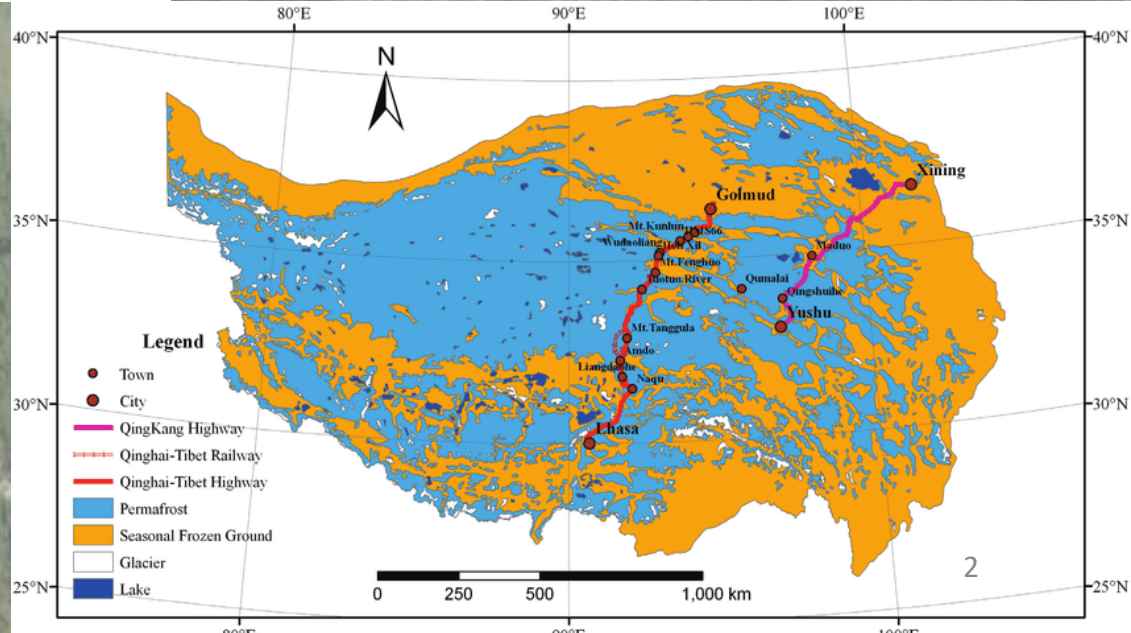 80°E 90°E 100°E
40°N 40°N
N
Xining
Golmud
35°N 35°N
Mt.Kunlun
Wudaoliang
Maduo
Mt.Fenghuo
Tuotuo River
Qumalai
Qingshuihe
Yushu
Mt.Tanggula
Legend
Amdo
Liangdaohe
Town
Naqu
City
30°N 30°N
Lhasa
QingKang Highway
Qinghai-Tibet Railway
Qinghai-Tibet Highway
Permafrost
Seasonal Frozen Ground
Glacier
2
Lake
25°N 25°N
0 250 500 1,000 km